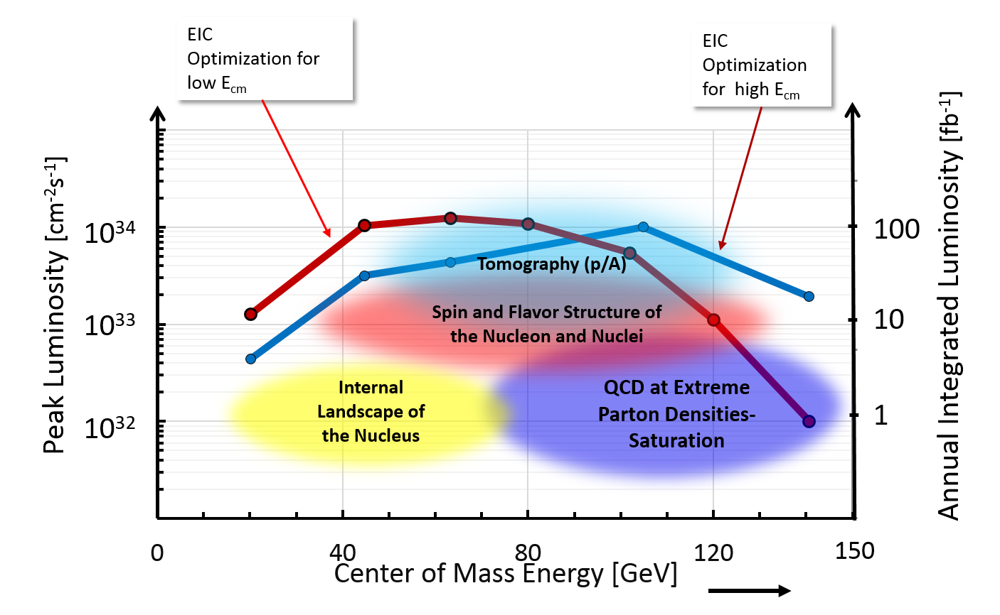 EIC
Optimization for
low E_cm
EIC
Optimization
for high E_cm
Peak Luminosity [cm⁻²s⁻¹]
10³⁴
10³³
10³²
Tomography (p/A)
Spin and Flavor Structure of
the Nucleon and Nuclei
Internal
Landscape of
the Nucleus
QCD at Extreme
Parton Densities-
Saturation
100
10
1
Annual Integrated Luminosity [fb⁻¹]
0 40 80 120 150
Center of Mass Energy [GeV]